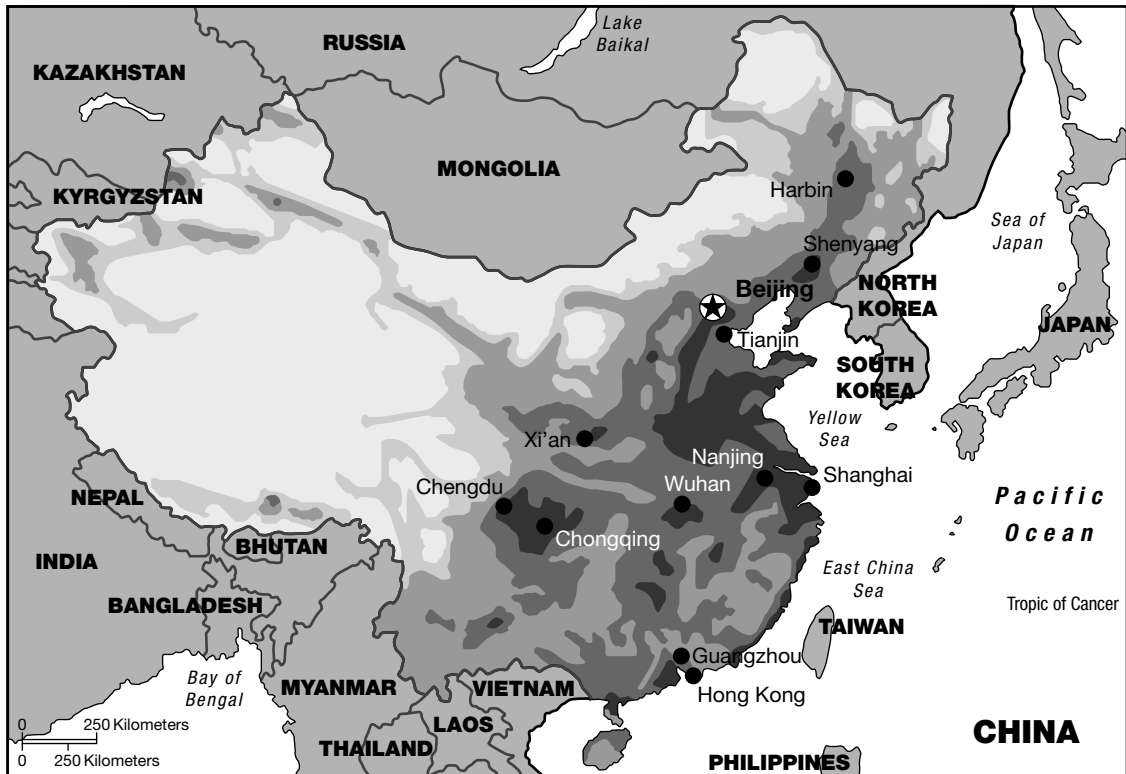 RUSSIA
Lake
Baikal
KAZAKHSTAN
MONGOLIA
KYRGYZSTAN
Harbin
Sea of
Japan
Shenyang
Beijing
NORTH
KOREA
JAPAN
Tianjin
SOUTH
KOREA
Yellow
Sea
Xi’an
Nanjing
Shanghai
Chengdu
Wuhan
NEPAL
Pacific
Ocean
Chongqing
BHUTAN
INDIA
East China
Sea
BANGLADESH
Tropic of Cancer
TAIWAN
Guangzhou
Bay of
Bengal
MYANMAR
VIETNAM
Hong Kong
LAOS
0 250 Kilometers
CHINA
THAILAND
0 250 Kilometers
PHILIPPINES